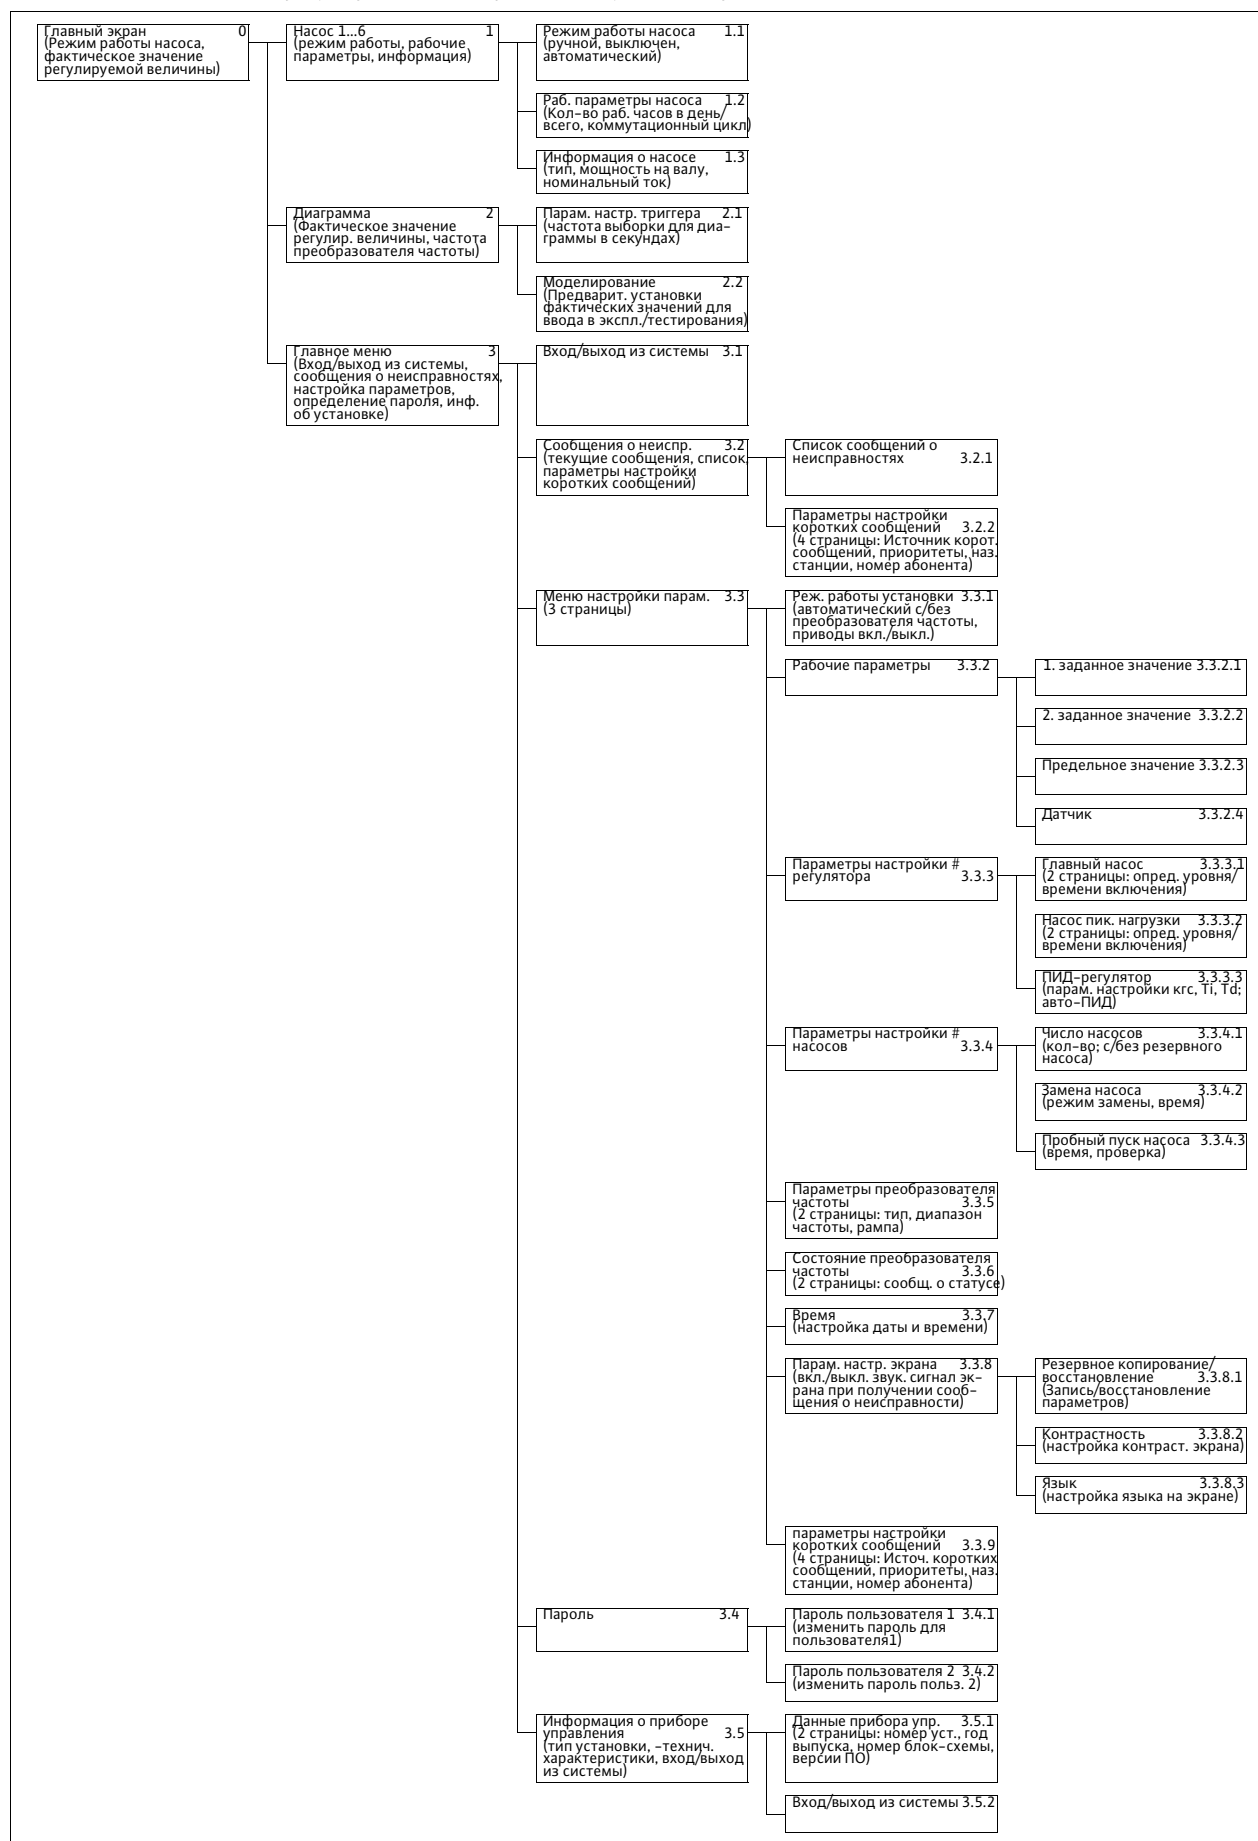 Главный экран 0
(Режим работы насоса,
фактическое значение
регулируемой величины)
Насос 1...6 1
(режим работы, рабочие
параметры, информация)
Режим работы насоса 1.1
(ручной, выключен,
автоматический)
Раб. параметры насоса 1.2
(Кол-во раб. часов в день/
всего, коммутационный цикл)
Информация о насосе 1.3
(тип, мощность на валу,
номинальный ток)
Диаграмма 2
(Фактическое значение
регулир. величины, частота
преобразователя частоты)
Парам. настр. триггера 2.1
(частота выборки для диа-
граммы в секундах)
Моделирование 2.2
(Предварит. установки
фактических значений для
ввода в экспл./тестирования)
Главное меню 3
(Вход/выход из системы,
сообщения о неисправностях,
настройка параметров,
определение пароля, инф.
об установке)
Вход/выход из системы 3.1
Сообщения о неиспр. 3.2
(текущие сообщения, список,
параметры настройки
коротких сообщений)
Список сообщений о
неисправностях 3.2.1
Параметры настройки
коротких сообщений 3.2.2
(4 страницы: Источник корот.
сообщений, приоритеты, наз.
станции, номер абонента)
Меню настройки парам. 3.3
(3 страницы)
Реж. работы установки 3.3.1
(автоматический с/без
преобразователя частоты,
приводы вкл./выкл.)
Рабочие параметры 3.3.2
1. заданное значение 3.3.2.1
2. заданное значение 3.3.2.2
Предельное значение 3.3.2.3
Датчик 3.3.2.4
Параметры настройки #
регулятора 3.3.3
Главный насос 3.3.3.1
(2 страницы: опред. уровня/
времени включения)
Насос пик. нагрузки 3.3.3.2
(2 страницы: опред. уровня/
времени включения)
ПИД-регулятор 3.3.3.3
(парам. настройки кгс, Ti, Td;
авто-ПИД)
Параметры настройки #
насосов 3.3.4
Число насосов 3.3.4.1
(кол-во; с/без резервного
насоса)
Замена насоса 3.3.4.2
(режим замены, время)
Пробный пуск насоса 3.3.4.3
(время, проверка)
Параметры преобразователя
частоты 3.3.5
(2 страницы: тип, диапазон
частоты, рампа)
Состояние преобразователя
частоты 3.3.6
(2 страницы: сообщ. о статусе)
Время 3.3.7
(настройка даты и времени)
Парам. настр. экрана 3.3.8
(вкл./выкл. звук. сигнал эк-
рана при получении сооб-
щения о неисправности)
Резервное копирование/
восстановление 3.3.8.1
(Запись/восстановление
параметров)
Контрастность 3.3.8.2
(настройка контраст. экрана)
Язык 3.3.8.3
(настройка языка на экране)
параметры настройки
коротких сообщений 3.3.9
(4 страницы: Источ. коротких
сообщений, приоритеты, наз.
станции, номер абонента)
Пароль 3.4
Пароль пользователя 1 3.4.1
(изменить пароль для
пользователя1)
Пароль пользователя 2 3.4.2
(изменить пароль польз. 2)
Информация о приборе
управления 3.5
(тип установки, -технич.
характеристики, вход/выход
из системы)
Данные прибора упр. 3.5.1
(2 страницы: номер уст., год
выпуска, номер блок-схемы,
версии ПО)
Вход/выход из системы 3.5.2